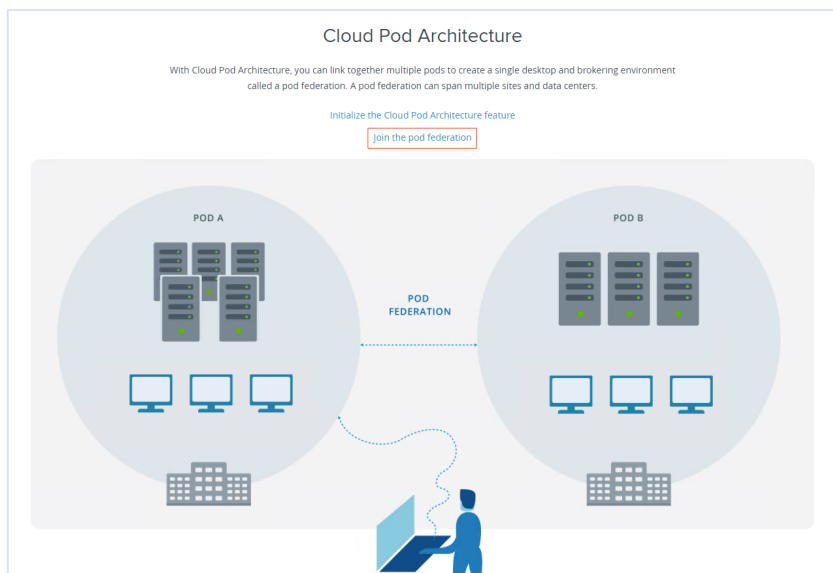 Cloud Pod Architecture
With Cloud Pod Architecture, you can link together multiple pods to create a single desktop and brokering environment
called a pod federation. A pod federation can span multiple sites and data centers.
Initialize the Cloud Pod Architecture feature
Join the pod federation
POD A
POD B
POD
FEDERATION